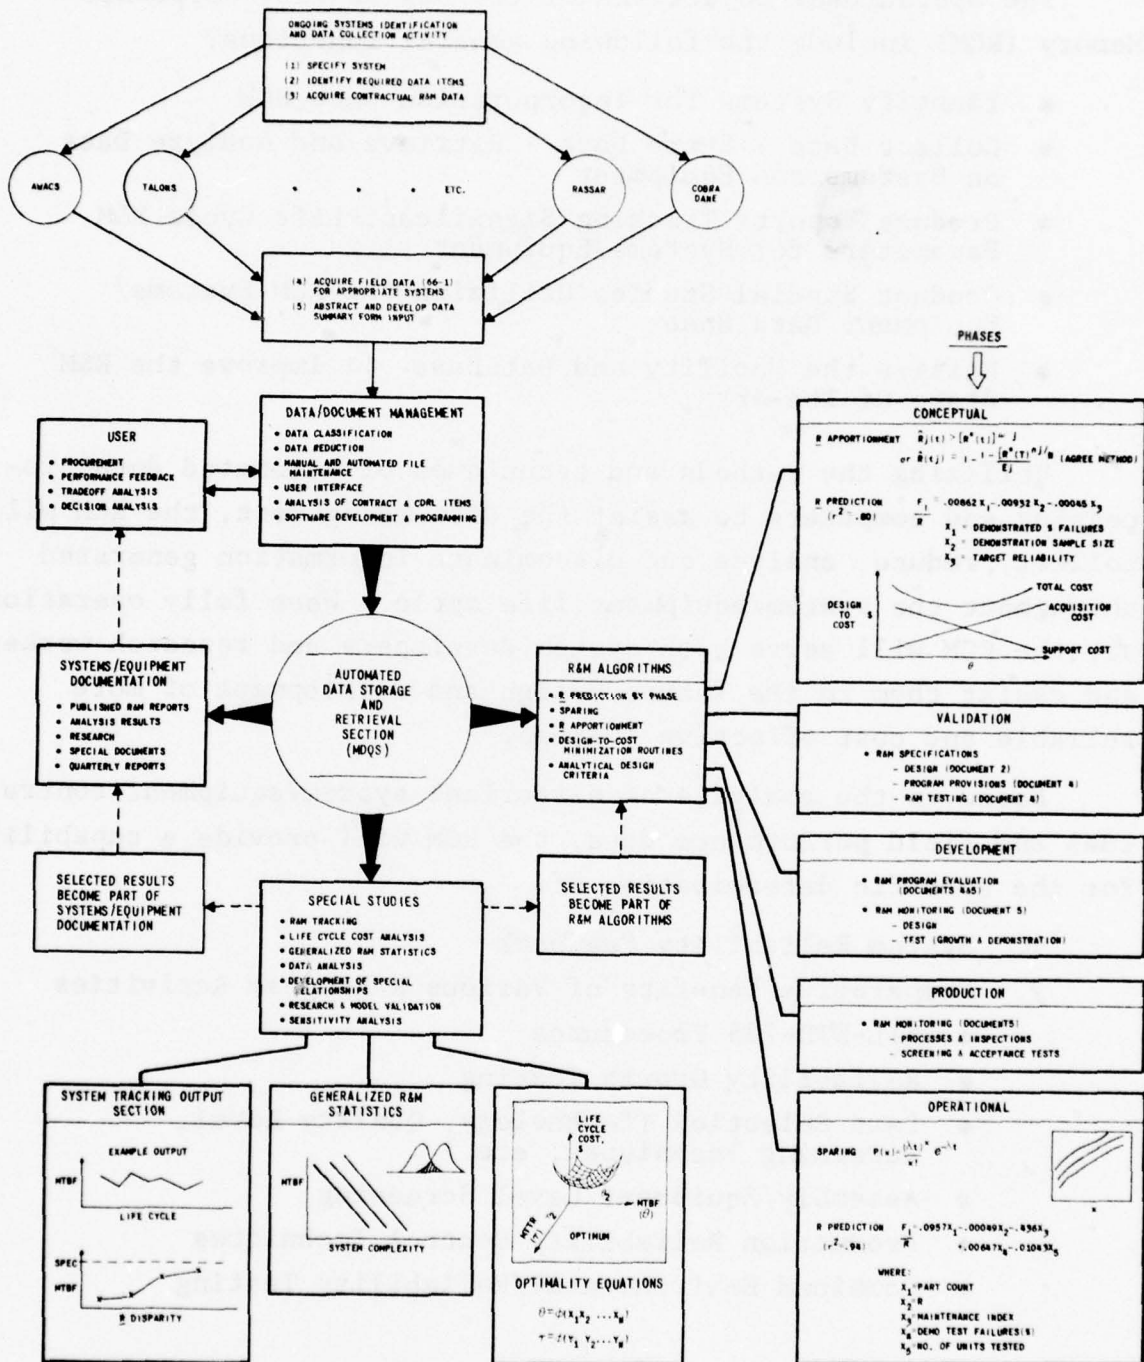 ONGOING SYSTEMS IDENTIFICATION
AND DATA COLLECTION ACTIVITY
(1) SPECIFY SYSTEM
(2) IDENTIFY REQUIRED DATA ITEMS
(3) ACQUIRE CONTRACTUAL R&M DATA
AWACS
TALONS
. . . ETC.
RASSAR
COBRA
DANE
(4) ACQUIRE FIELD DATA (66-1)
FOR APPROPRIATE SYSTEMS
(5) ABSTRACT AND DEVELOP DATA
SUMMARY FORM INPUT
USER
• PROCUREMENT
• PERFORMANCE FEEDBACK
• TRADEOFF ANALYSIS
• DECISION ANALYSIS
DATA/DOCUMENT MANAGEMENT
• DATA CLASSIFICATION
• DATA REDUCTION
• MANUAL AND AUTOMATED FILE
MAINTENANCE
• USER INTERFACE
• ANALYSIS OF CONTRACT & CDRL ITEMS
• SOFTWARE DEVELOPMENT & PROGRAMMING
SYSTEMS/EQUIPMENT
DOCUMENTATION
• PUBLISHED R&M REPORTS
• ANALYSIS RESULTS
• RESEARCH
• SPECIAL DOCUMENTS
• QUARTERLY REPORTS
AUTOMATED
DATA STORAGE
AND
RETRIEVAL
SECTION
(MDQS)
R&M ALGORITHMS
• R PREDICTION BY PHASE
• SPARING
• R APPORTIONMENT
• DESIGN-TO-COST
MINIMIZATION ROUTINES
• ANALYTICAL DESIGN
CRITERIA
SELECTED RESULTS
BECOME PART OF
SYSTEMS/EQUIPMENT
DOCUMENTATION
SPECIAL STUDIES
• R&M TRACKING
• LIFE CYCLE COST ANALYSIS
• GENERALIZED R&M STATISTICS
• DATA ANALYSIS
• DEVELOPMENT OF SPECIAL
RELATIONSHIPS
• RESEARCH & MODEL VALIDATION
• SENSITIVITY ANALYSIS
SELECTED RESULTS
BECOME PART OF
R&M ALGORITHMS
SYSTEM TRACKING OUTPUT
SECTION
EXAMPLE OUTPUT
MTBF
LIFE CYCLE
SPEC
MTBF
R DISPARITY
GENERALIZED R&M
STATISTICS
MTBF
SYSTEM COMPLEXITY
LIFE
CYCLE
COST,
$
MTBF
(θ)
MTTR
(τ)
OPTIMUM
OPTIMALITY EQUATIONS
PHASES
CONCEPTUAL
R APPORTIONMENT
(AGREE METHOD)
R PREDICTION
X1 = DEMONSTRATED % FAILURES
X2 = DEMONSTRATION SAMPLE SIZE
X3 = TARGET RELIABILITY
DESIGN
TO
COST
$
TOTAL COST
ACQUISITION
COST
SUPPORT COST
θ
VALIDATION
• R&M SPECIFICATIONS
– DESIGN (DOCUMENT 2)
– PROGRAM PROVISIONS (DOCUMENT 4)
– R&M TESTING (DOCUMENT 4)
DEVELOPMENT
• R&M PROGRAM EVALUATION
(DOCUMENTS 4&5)
• R&M MONITORING (DOCUMENT 5)
– DESIGN
– TEST (GROWTH & DEMONSTRATION)
PRODUCTION
• R&M MONITORING (DOCUMENT5)
– PROCESSES & INSPECTIONS
– SCREENING & ACCEPTANCE TESTS
OPERATIONAL
SPARING
R PREDICTION
r²=.94
WHERE:
X1=PART COUNT
X2=R
X3=MAINTENANCE INDEX
X4=DEMO TEST FAILURES(%)
X5=NO. OF UNITS TESTED